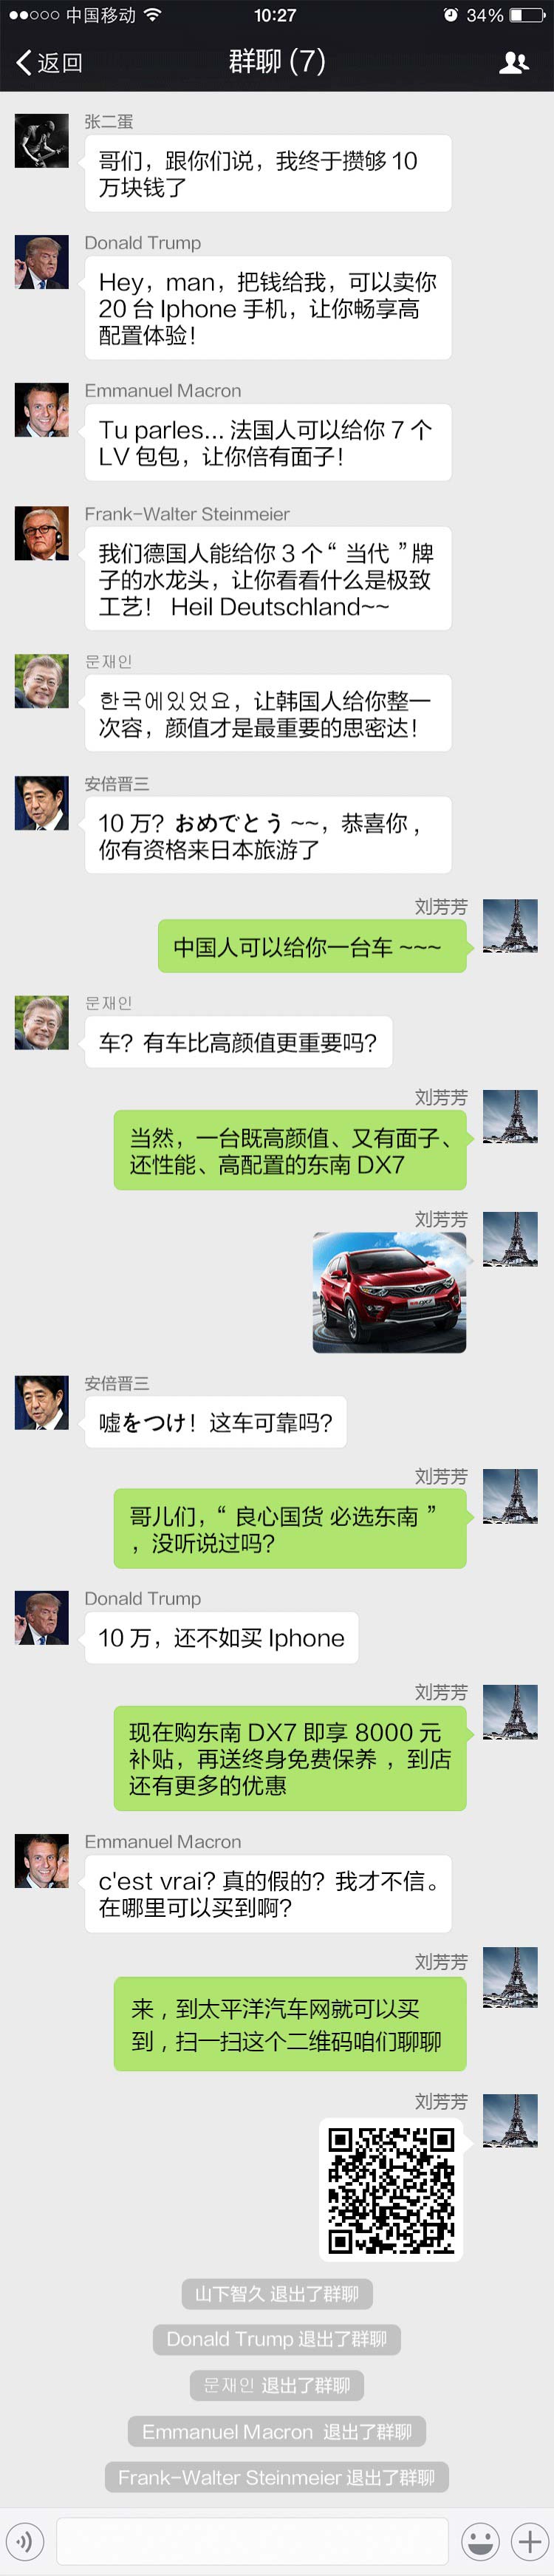 中国移动
10:27
34%
返回
群聊 (7)
张二蛋
哥们，跟你们说，我终于攒够 10
万块钱了
Donald Trump
Hey，man，把钱给我，可以卖你
20 台 Iphone 手机，让你畅享高
配置体验！
Emmanuel Macron
Tu parles... 法国人可以给你 7 个
LV 包包，让你倍有面子！
Frank-Walter Steinmeier
我们德国人能给你 3 个“ 当代 ”牌
子的水龙头，让你看看什么是极致
工艺！ Heil Deutschland~~
문재인
한국에있었요，让韩国人给你整一
次容，颜值才是最重要的思密达！
安倍晋三
10 万？おめでとう ~~，恭喜你 ，
你有资格来日本旅游了
刘芳芳
中国人可以给你一台车 ~~~
문재인
车？有车比高颜值更重要吗？
刘芳芳
当然，一台既高颜值、又有面子、
还性能、高配置的东南 DX7
刘芳芳
安倍晋三
嘘をつけ！这车可靠吗？
刘芳芳
哥儿们，“ 良心国货 必选东南 ”
，没听说过吗？
Donald Trump
10 万，还不如买 Iphone
刘芳芳
现在购东南 DX7 即享 8000 元
补贴，再送终身免费保养 ，到店
还有更多的优惠
Emmanuel Macron
c'est vrai？真的假的？我才不信。
在哪里可以买到啊？
刘芳芳
来，到太平洋汽车网就可以买
到，扫一扫这个二维码咱们聊聊
刘芳芳
山下智久 退出了群聊
Donald Trump 退出了群聊
문재인 退出了群聊
Emmanuel Macron 退出了群聊
Frank-Walter Steinmeier 退出了群聊